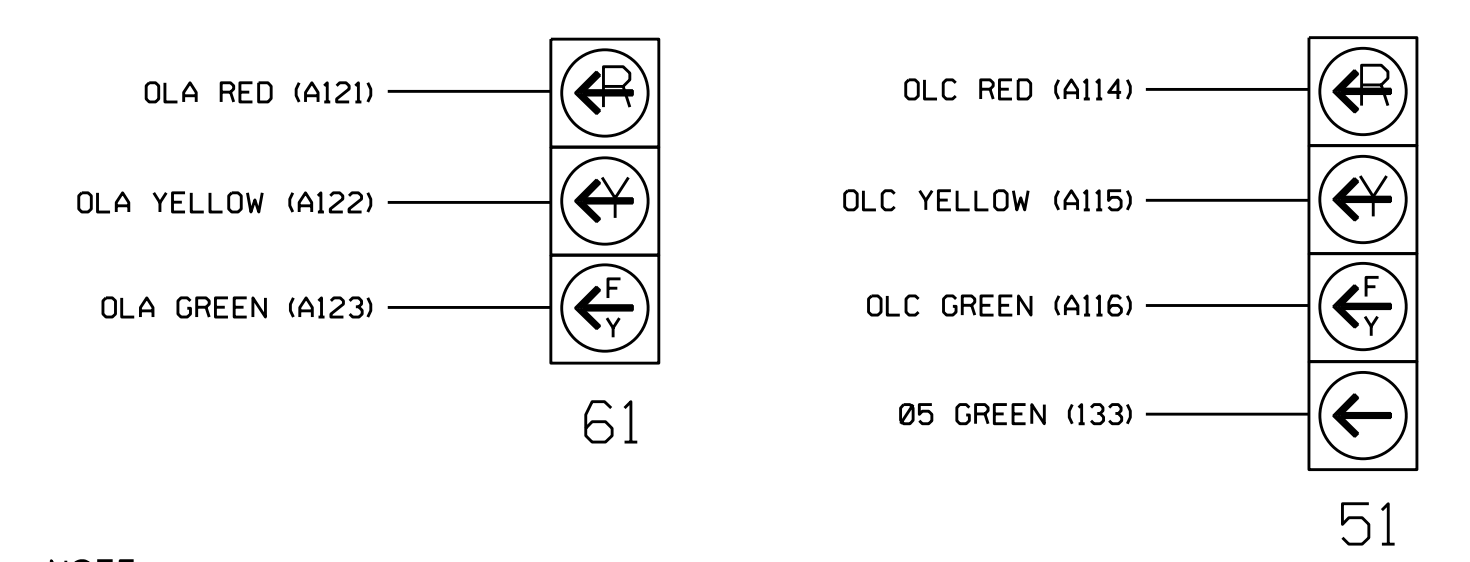 OLA RED (A121)
R
OLA YELLOW (A122)
Y
OLA GREEN (A123)
F
Y
61
OLC RED (A114)
R
OLC YELLOW (A115)
Y
OLC GREEN (A116)
F
Y
Ø5 GREEN (133)
51